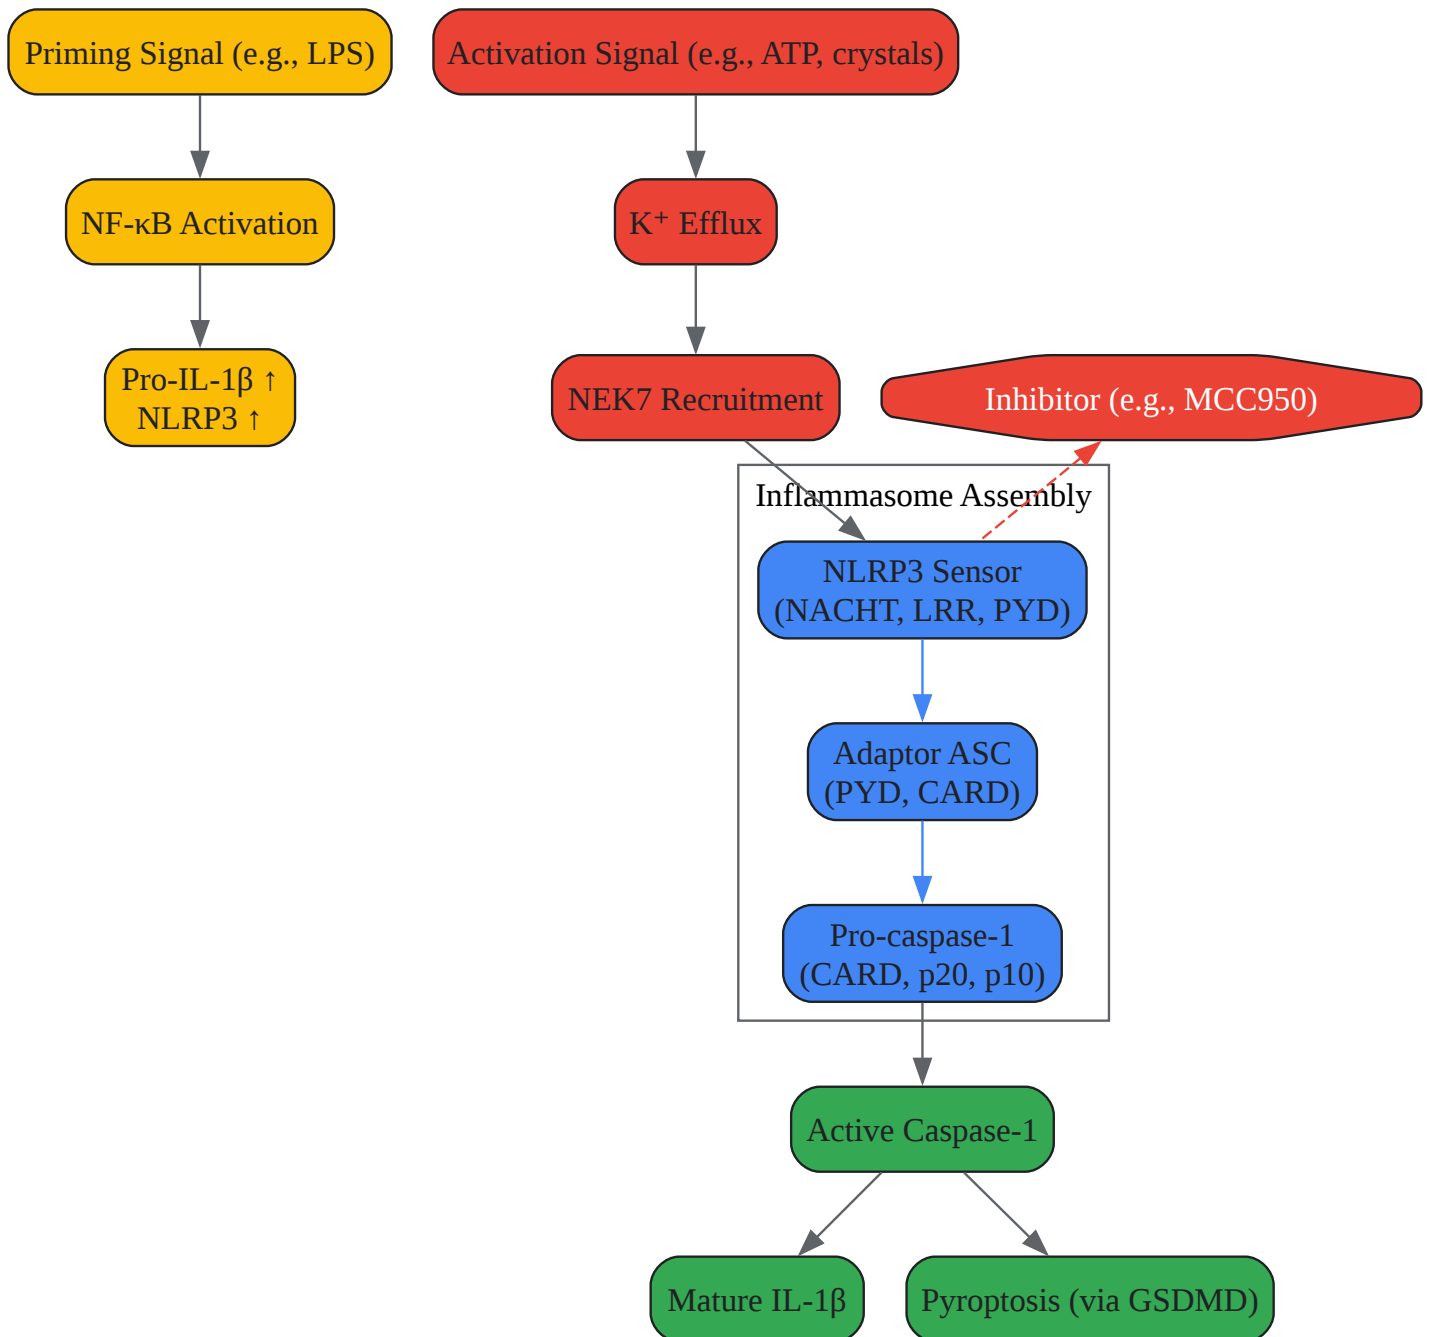 Priming Signal (e.g., LPS)
Activation Signal (e.g., ATP, crystals)
NF-κB Activation
K⁺ Efflux
Pro-IL-1β ↑
NLRP3 ↑
NEK7 Recruitment
Inhibitor (e.g., MCC950)
Inflammasome Assembly
NLRP3 Sensor
(NACHT, LRR, PYD)
Adaptor ASC
(PYD, CARD)
Pro-caspase-1
(CARD, p20, p10)
Active Caspase-1
Mature IL-1β
Pyroptosis (via GSDMD)